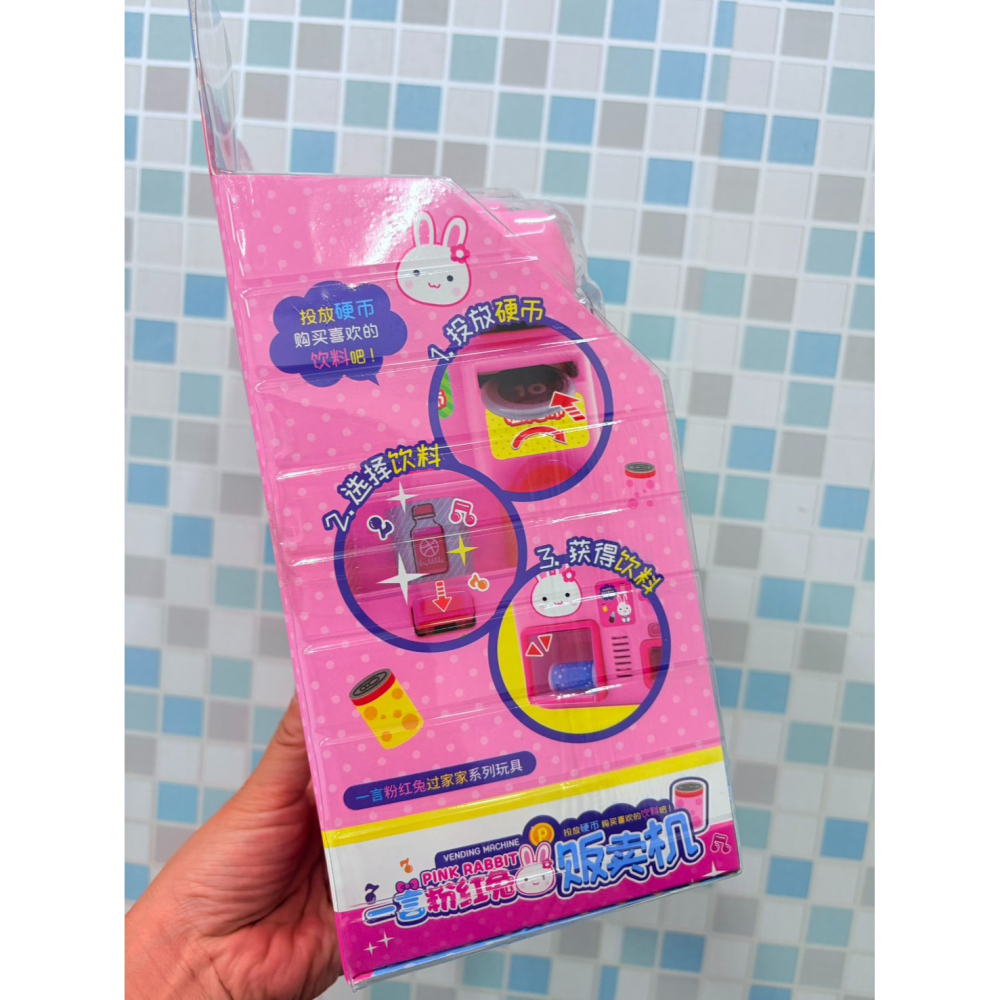 投放硬币
购买喜欢的
饮料吧！
1. 投放硬币
10
2. 选择饮料
3. 获得饮料
一言粉红兔过家家系列玩具
VENDING MACHINE
P
投放硬币 购买喜欢的饮料吧！
PINK RABBIT
一言粉红兔
贩卖机